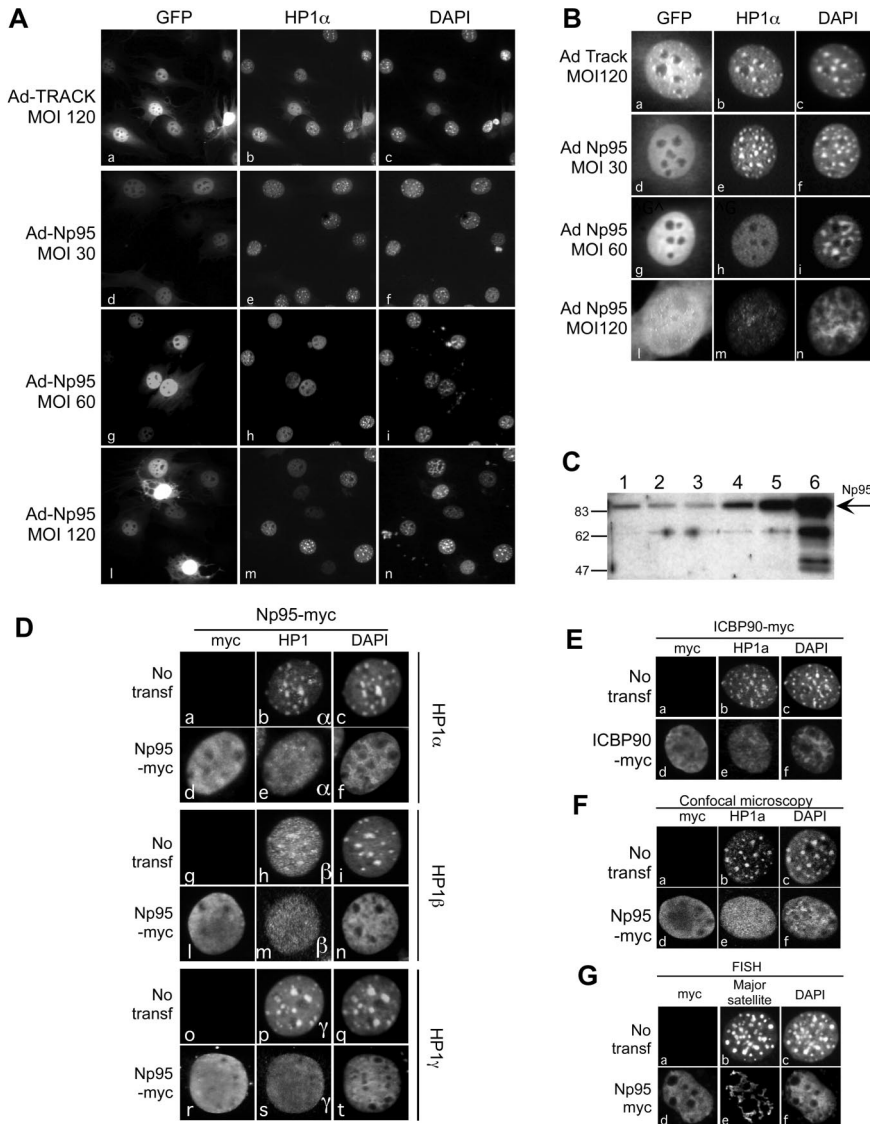 A
GFP HP1α DAPI
Ad-TRACK
MOI 120
a b c
Ad-Np95
MOI 30
d e f
Ad-Np95
MOI 60
g h i
Ad-Np95
MOI 120
l m n
B
GFP HP1α DAPI
Ad Track
MOI120
a b c
Ad Np95
MOI 30
d e f
Ad Np95
MOI 60
g h i
Ad Np95
MOI120
l m n
C
1 2 3 4 5 6
Np95
83
62
47
D
Np95-myc
myc HP1 DAPI
No
transf
a b α c
Np95
-myc
d e α f
HP1α
No
transf
g h β i
Np95
-myc
l m β n
HP1β
No
transf
o p γ q
Np95
-myc
r s γ t
HP1γ
E
ICBP90-myc
myc HP1a DAPI
No
transf
a b c
ICBP90
-myc
d e f
F
Confocal microscopy
myc HP1a DAPI
No
transf
a b c
Np95
-myc
d e f
G
FISH
myc Major
satellite DAPI
No
transf
a b c
Np95
myc
d e f